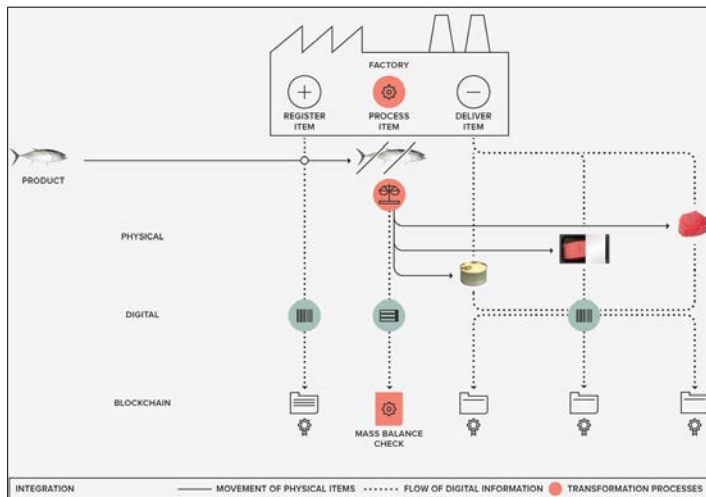 FACTORY
REGISTER
ITEM
PROCESS
ITEM
DELIVER
ITEM
PRODUCT
PHYSICAL
DIGITAL
BLOCKCHAIN
MASS BALANCE
CHECK
INTEGRATION
MOVEMENT OF PHYSICAL ITEMS
FLOW OF DIGITAL INFORMATION
TRANSFORMATION PROCESSES